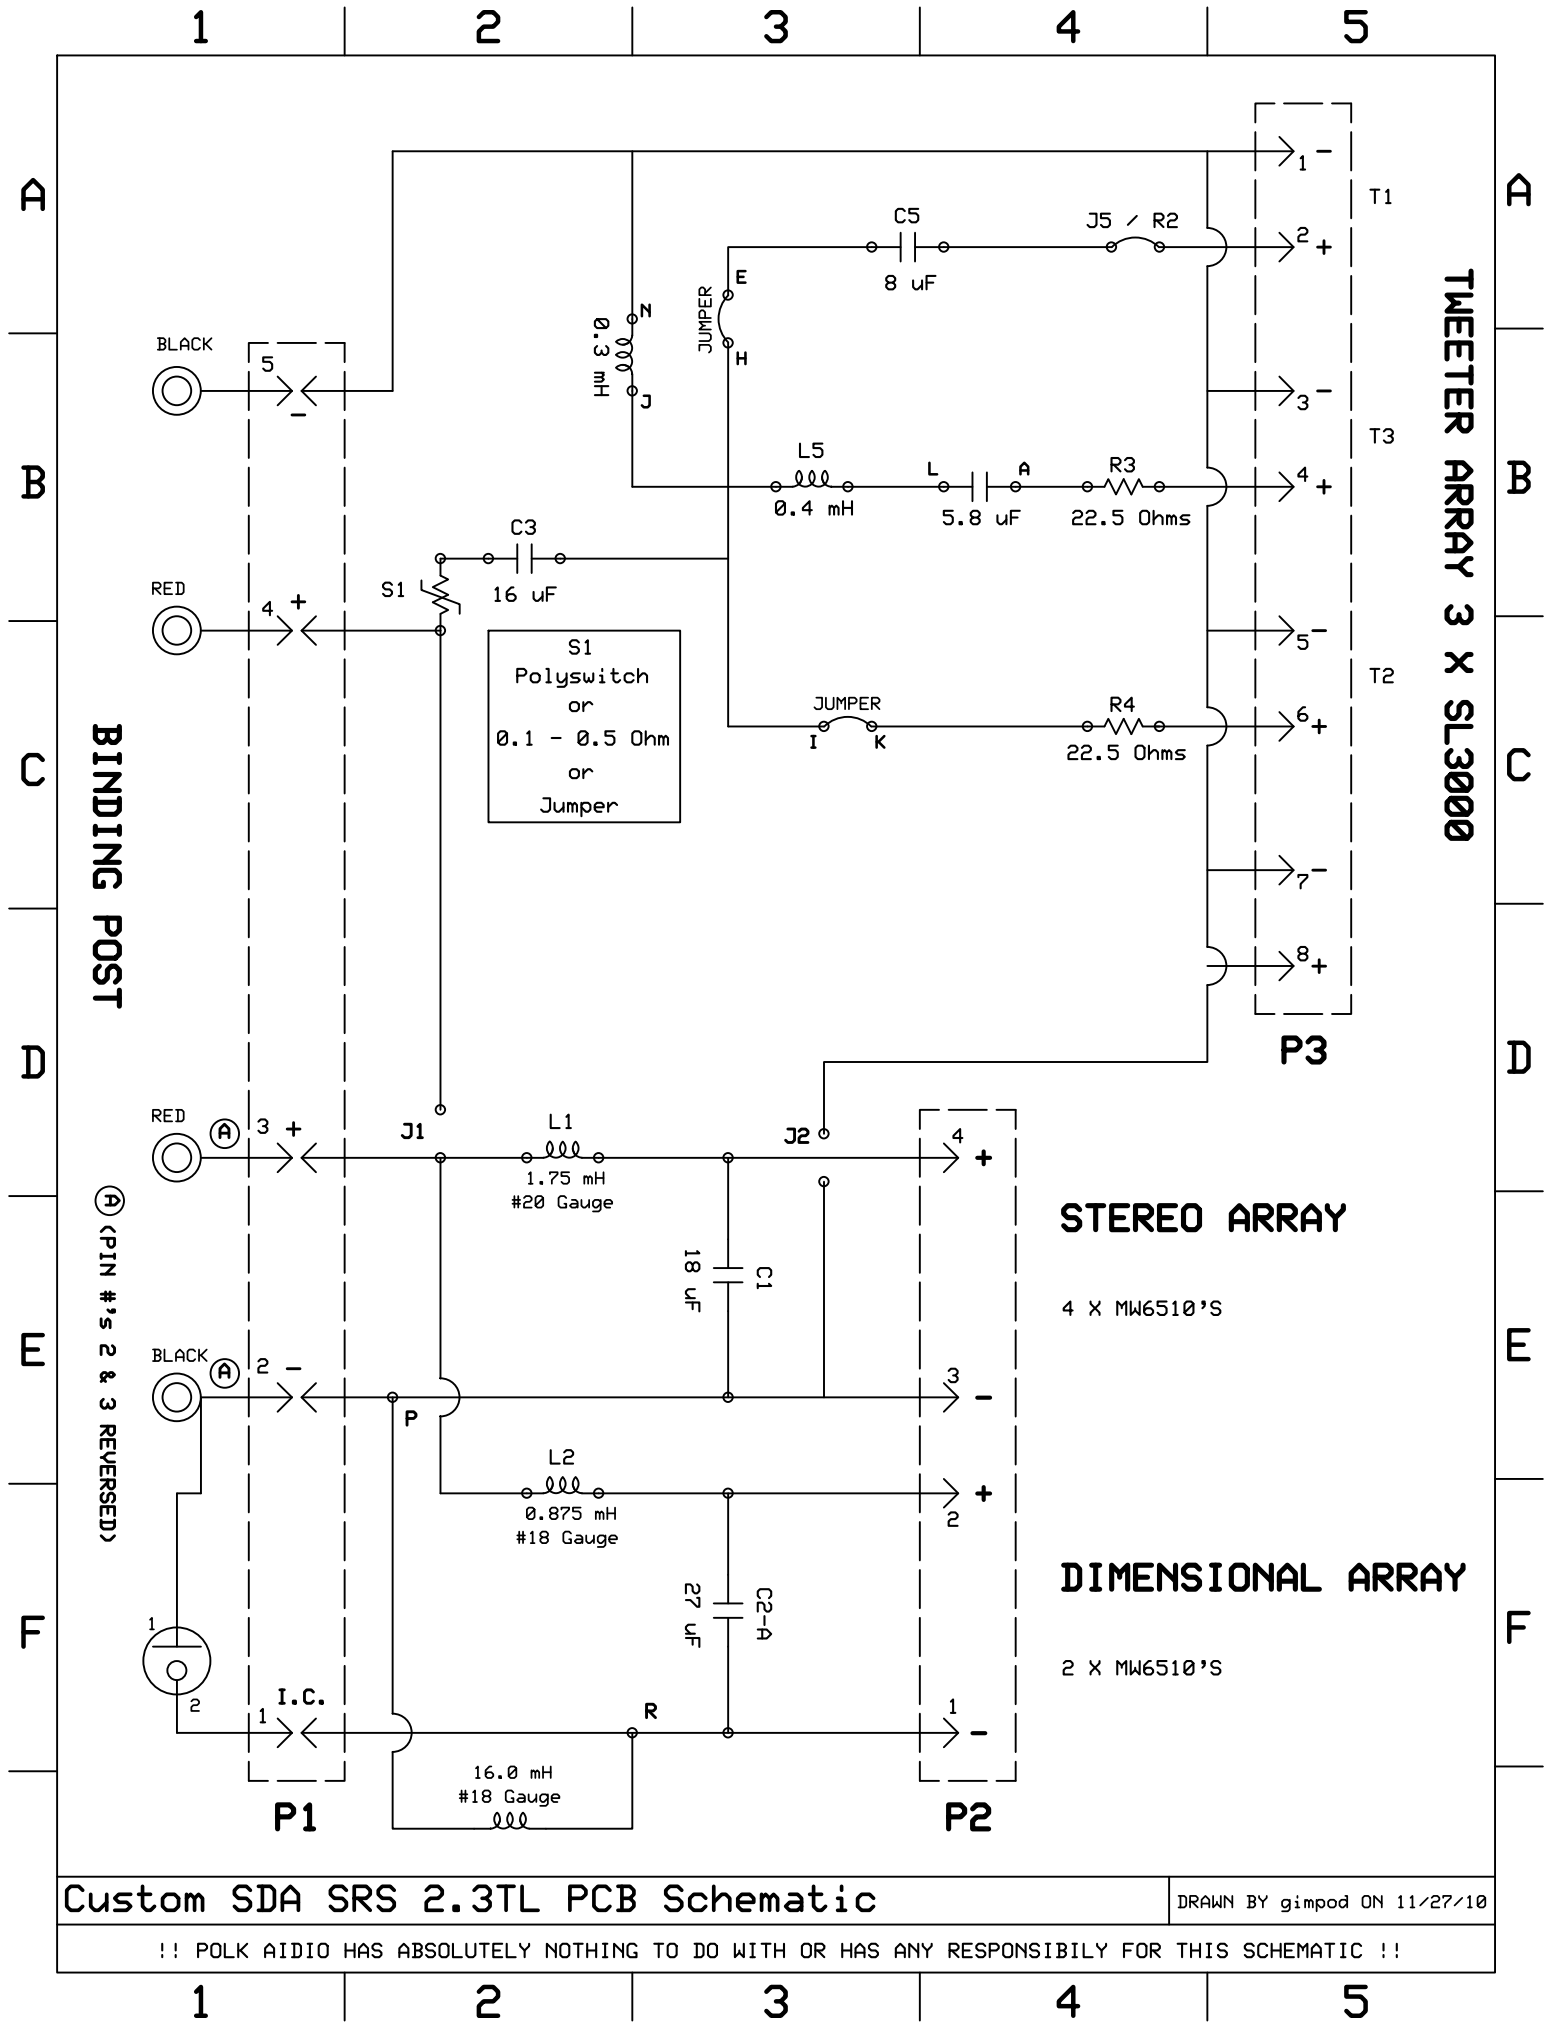 1 2 3 4 5
A A
1 -
T1
C5
J5 / R2
2 +
8 uF
E
JUMPER
N
0.3 mH
H
J
BLACK
5
-
3 -
T3
TWEETER ARRAY 3 X SL3000
B B
L5
L
A
R3
4 +
0.4 mH
5.8 uF
22.5 Ohms
C3
16 uF
S1
RED
4 +
S1
Polyswitch
or
0.1 - 0.5 Ohm
or
Jumper
5 -
T2
JUMPER
I
K
R4
6 +
22.5 Ohms
C C
BINDING POST
7 -
8 +
P3
D D
RED
A
3 +
J1
L1
1.75 mH
#20 Gauge
J2
4
+
STEREO ARRAY
A (PIN #'s 2 & 3 REVERSED)
18 uF
C1
4 X MW6510'S
E E
BLACK
A
2 -
P
3
-
L2
0.875 mH
#18 Gauge
+
2
DIMENSIONAL ARRAY
27 uF
C2-A
F F
1
2
2 X MW6510'S
I.C.
1
R
1
-
16.0 mH
#18 Gauge
P1
P2
Custom SDA SRS 2.3TL PCB Schematic
DRAWN BY gimpod ON 11/27/10
!! POLK AIDIO HAS ABSOLUTELY NOTHING TO DO WITH OR HAS ANY RESPONSIBILY FOR THIS SCHEMATIC !!
1 2 3 4 5